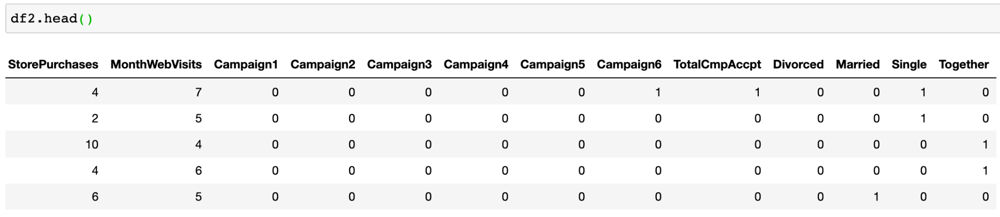 df2.head()
StorePurchases MonthWebVisits Campaign1 Campaign2 Campaign3 Campaign4 Campaign5 Campaign6 TotalCmpAccpt Divorced Married Single Together
4 7 0 0 0 0 0 1 1 0 0 1 0
2 5 0 0 0 0 0 0 0 0 0 1 0
10 4 0 0 0 0 0 0 0 0 0 0 1
4 6 0 0 0 0 0 0 0 0 0 0 1
6 5 0 0 0 0 0 0 0 0 1 0 0